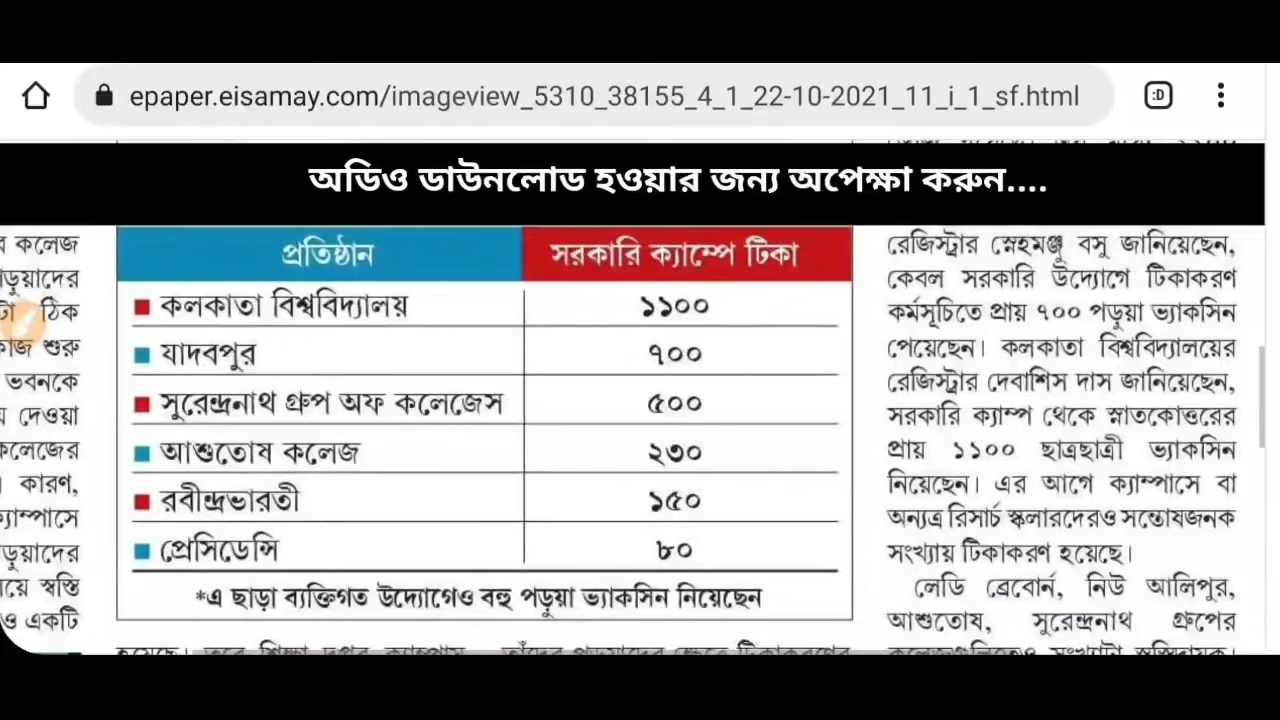 epaper.eisamay.com/imageview_5310_38155_4_1_22-10-2021_11_i_1_sf.html
:D
অডিও ডাউনলোড হওয়ার জন্য অপেক্ষা করুন....
কলেজ
পড়ুয়াদের
ঠিক
শুরু
ভবনকে
দেওয়া
কলেজের
কারণ,
ক্যাম্পাসে
পড়ুয়াদের
স্বস্তি
ও একটি
প্রতিষ্ঠান সরকারি ক্যাম্পে টিকা
কলকাতা বিশ্ববিদ্যালয় ১১০০
যাদবপুর ৭০০
সুরেন্দ্রনাথ গ্রুপ অফ কলেজেস ৫০০
আশুতোষ কলেজ ২৩০
রবীন্দ্রভারতী ১৫০
প্রেসিডেন্সি ৮০
*এ ছাড়া ব্যক্তিগত উদ্যোগেও বহু পড়ুয়া ভ্যাকসিন নিয়েছেন
রেজিস্ট্রার স্নেহমঞ্জু বসু জানিয়েছেন,
কেবল সরকারি উদ্যোগে টিকাকরণ
কর্মসূচিতে প্রায় ৭০০ পড়ুয়া ভ্যাকসিন
পেয়েছেন। কলকাতা বিশ্ববিদ্যালয়ের
রেজিস্ট্রার দেবাশিস দাস জানিয়েছেন,
সরকারি ক্যাম্প থেকে স্নাতকোত্তরের
প্রায় ১১০০ ছাত্রছাত্রী ভ্যাকসিন
নিয়েছেন। এর আগে ক্যাম্পাসে বা
অন্যত্র রিসার্চ স্কলারদেরও সন্তোষজনক
সংখ্যায় টিকাকরণ হয়েছে।
লেডি ব্রেবোর্ন, নিউ আলিপুর,
আশুতোষ, সুরেন্দ্রনাথ গ্রুপের